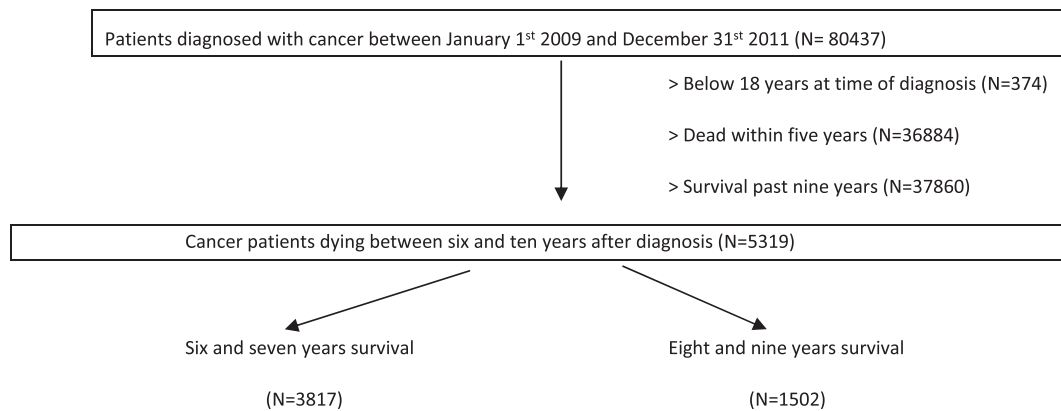 Patients diagnosed with cancer between January 1st 2009 and December 31st 2011 (N= 80437)
> Below 18 years at time of diagnosis (N=374)
> Dead within five years (N=36884)
> Survival past nine years (N=37860)
Cancer patients dying between six and ten years after diagnosis (N=5319)
Six and seven years survival
(N=3817)
Eight and nine years survival
(N=1502)